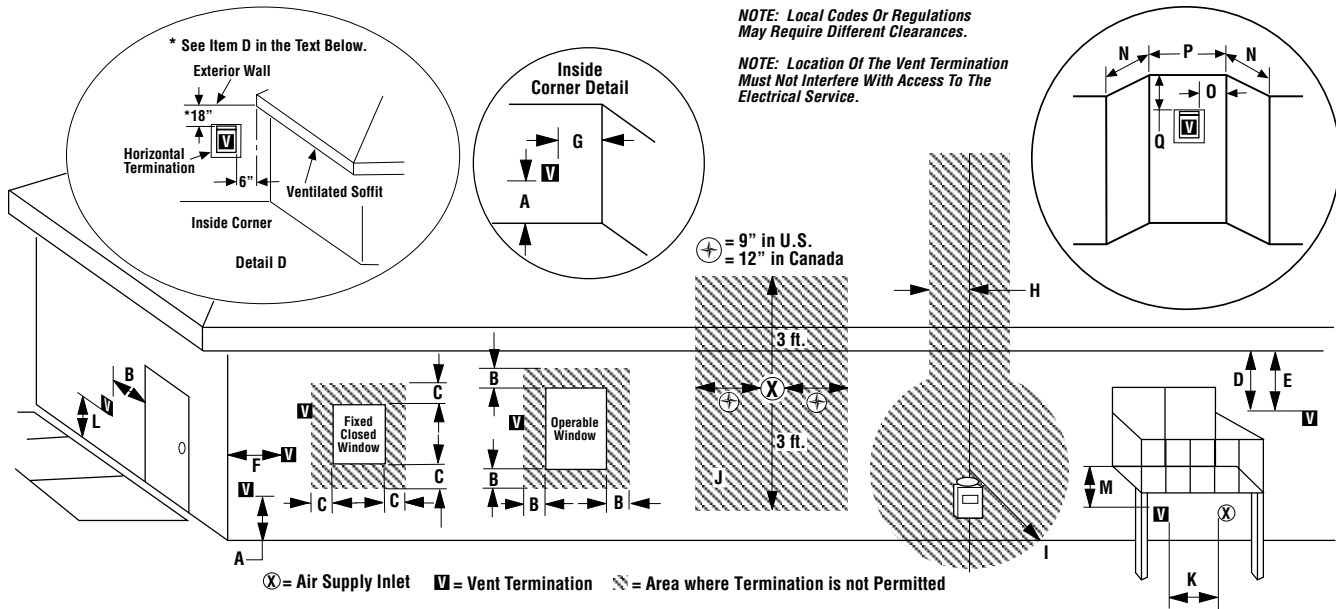 * See Item D in the Text Below.
Exterior Wall
*18"
V
Horizontal
Termination
6"
Ventilated Soffit
Inside Corner
Detail D
Inside
Corner Detail
G
V
A
NOTE: Local Codes Or Regulations
May Require Different Clearances.
NOTE: Location Of The Vent Termination
Must Not Interfere With Access To The
Electrical Service.
N P N
O
V
Q
= 9" in U.S.
= 12" in Canada
H
3 ft.
X
3 ft.
J
I
B
V
L
F V
V
A
V
Fixed
Closed
Window
C
C
C C
B
V
Operable
Window
B
B B
D E
V
M
V X
K
X = Air Supply Inlet V = Vent Termination = Area where Termination is not Permitted